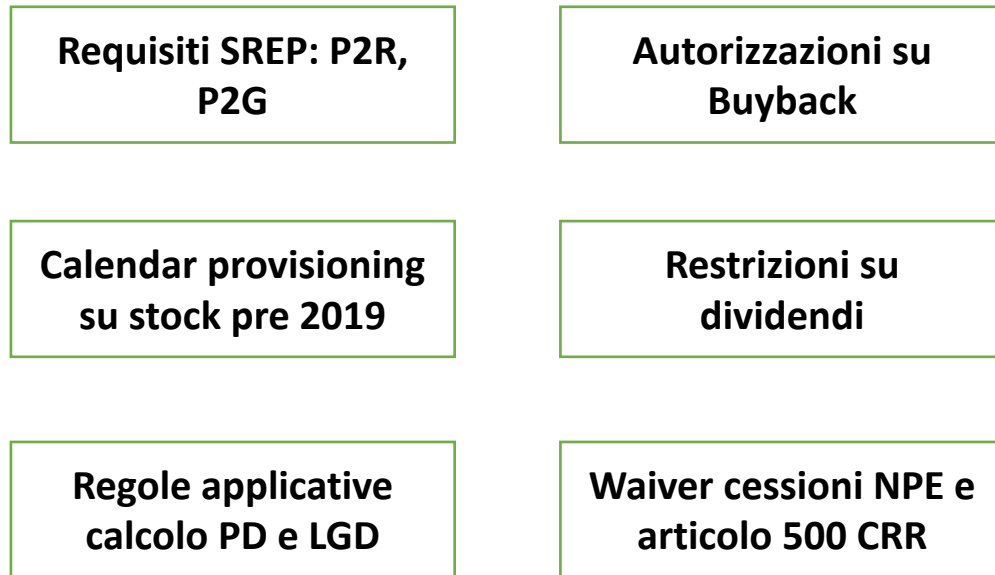 Requisiti SREP: P2R,
P2G
Autorizzazioni su
Buyback
Calendar provisioning
su stock pre 2019
Restrizioni su
dividendi
Regole applicative
calcolo PD e LGD
Waiver cessioni NPE e
articolo 500 CRR